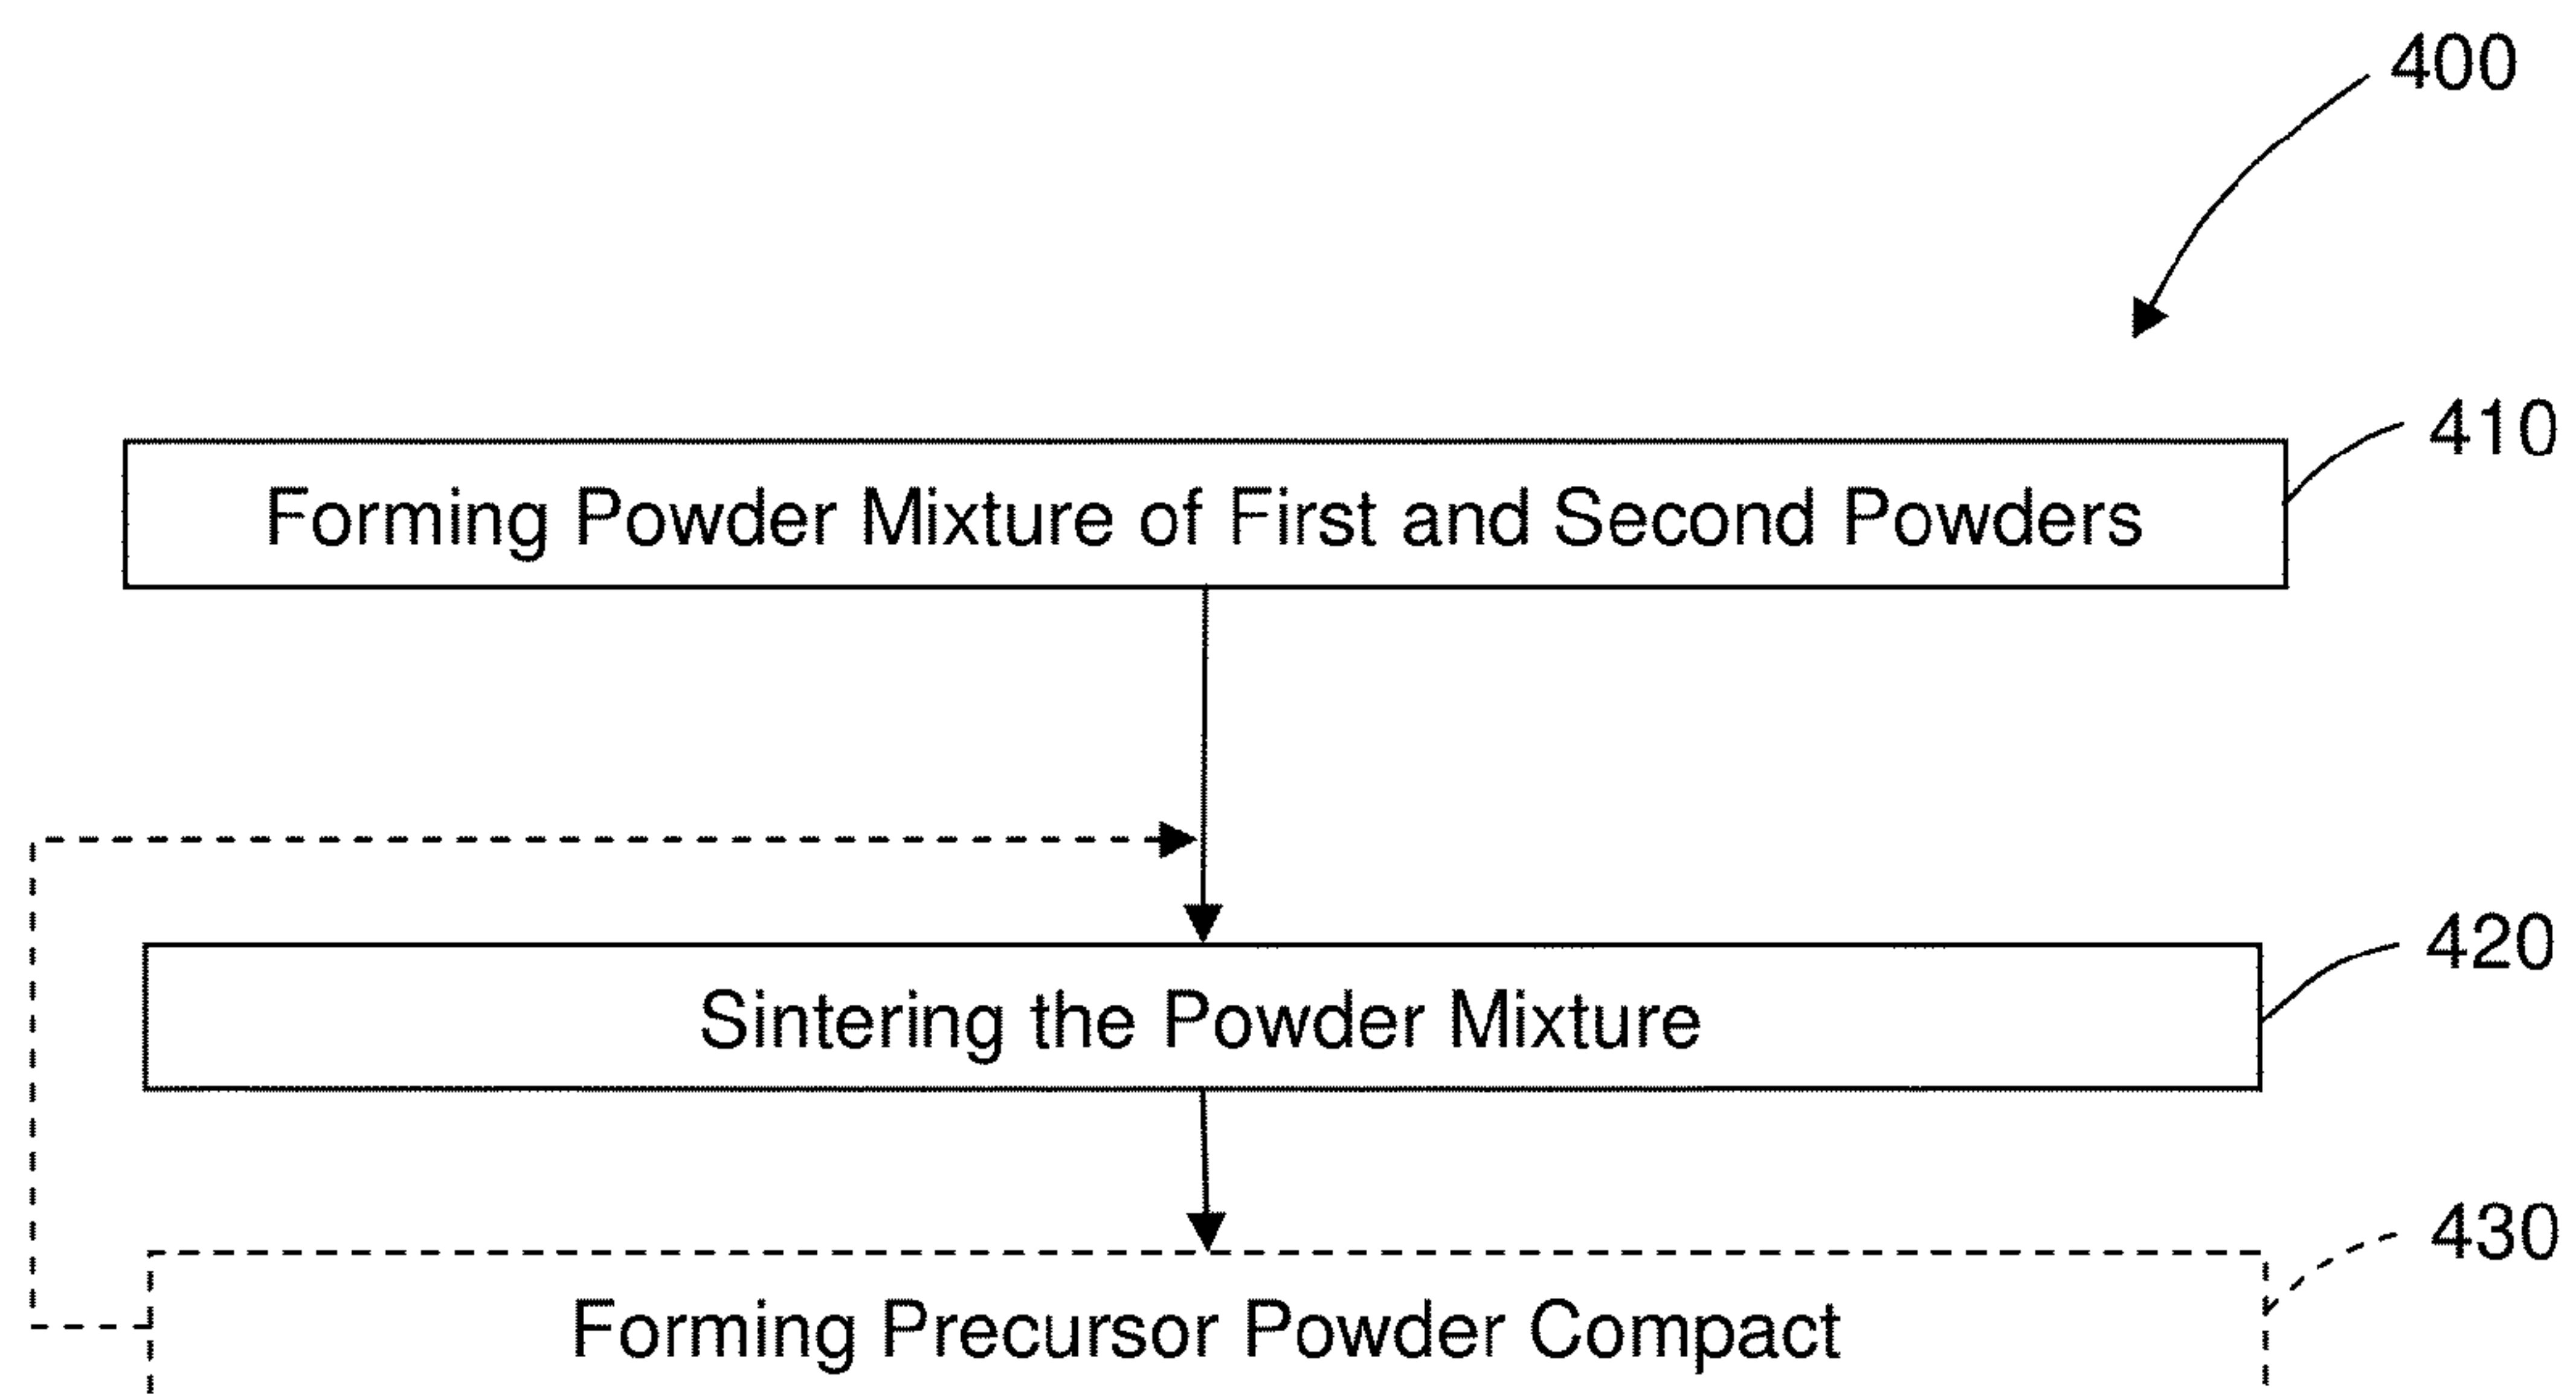 400
410
Forming Powder Mixture of First and Second Powders
420
Sintering the Powder Mixture
430
Forming Precursor Powder Compact